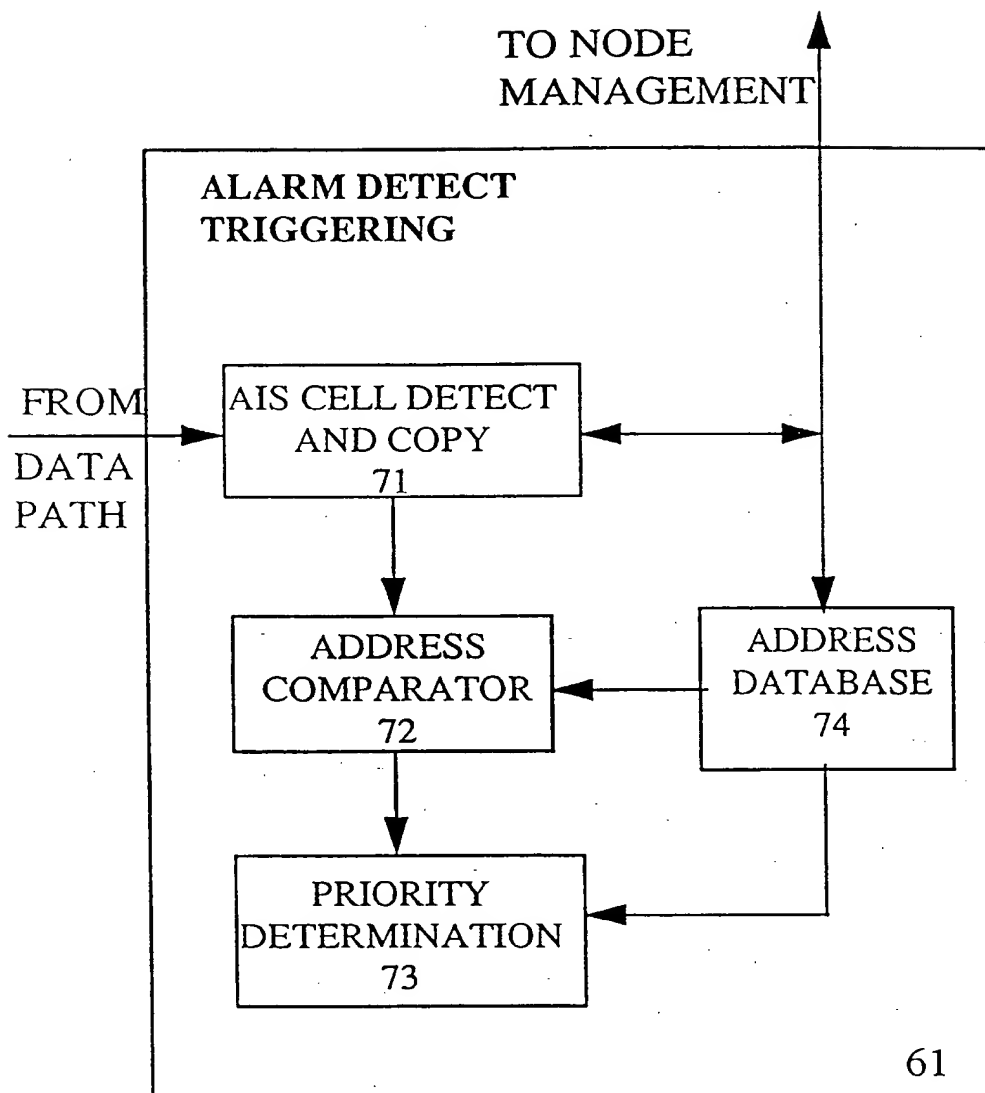 TO NODE
MANAGEMENT
ALARM DETECT
TRIGGERING
FROM
DATA
PATH
AIS CELL DETECT
AND COPY
71
ADDRESS
COMPARATOR
72
ADDRESS
DATABASE
74
PRIORITY
DETERMINATION
73
61